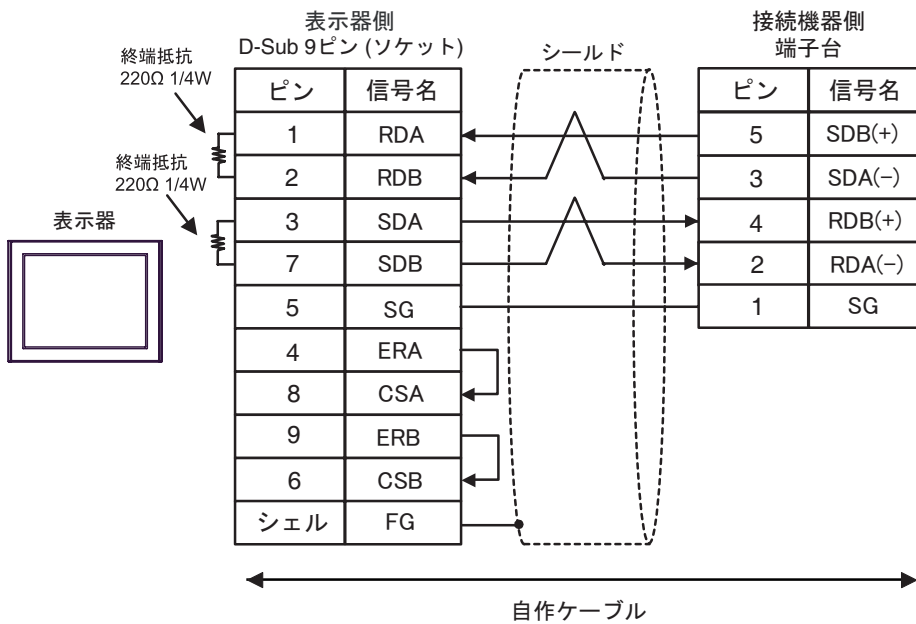 表示器側
D-Sub 9ピン (ソケット)
接続機器側
端子台
シールド
終端抵抗
220Ω 1/4W
終端抵抗
220Ω 1/4W
表示器
ピン 信号名
1 RDA
2 RDB
3 SDA
7 SDB
5 SG
4 ERA
8 CSA
9 ERB
6 CSB
シェル FG
ピン 信号名
5 SDB(+)
3 SDA(−)
4 RDB(+)
2 RDA(−)
1 SG
自作ケーブル